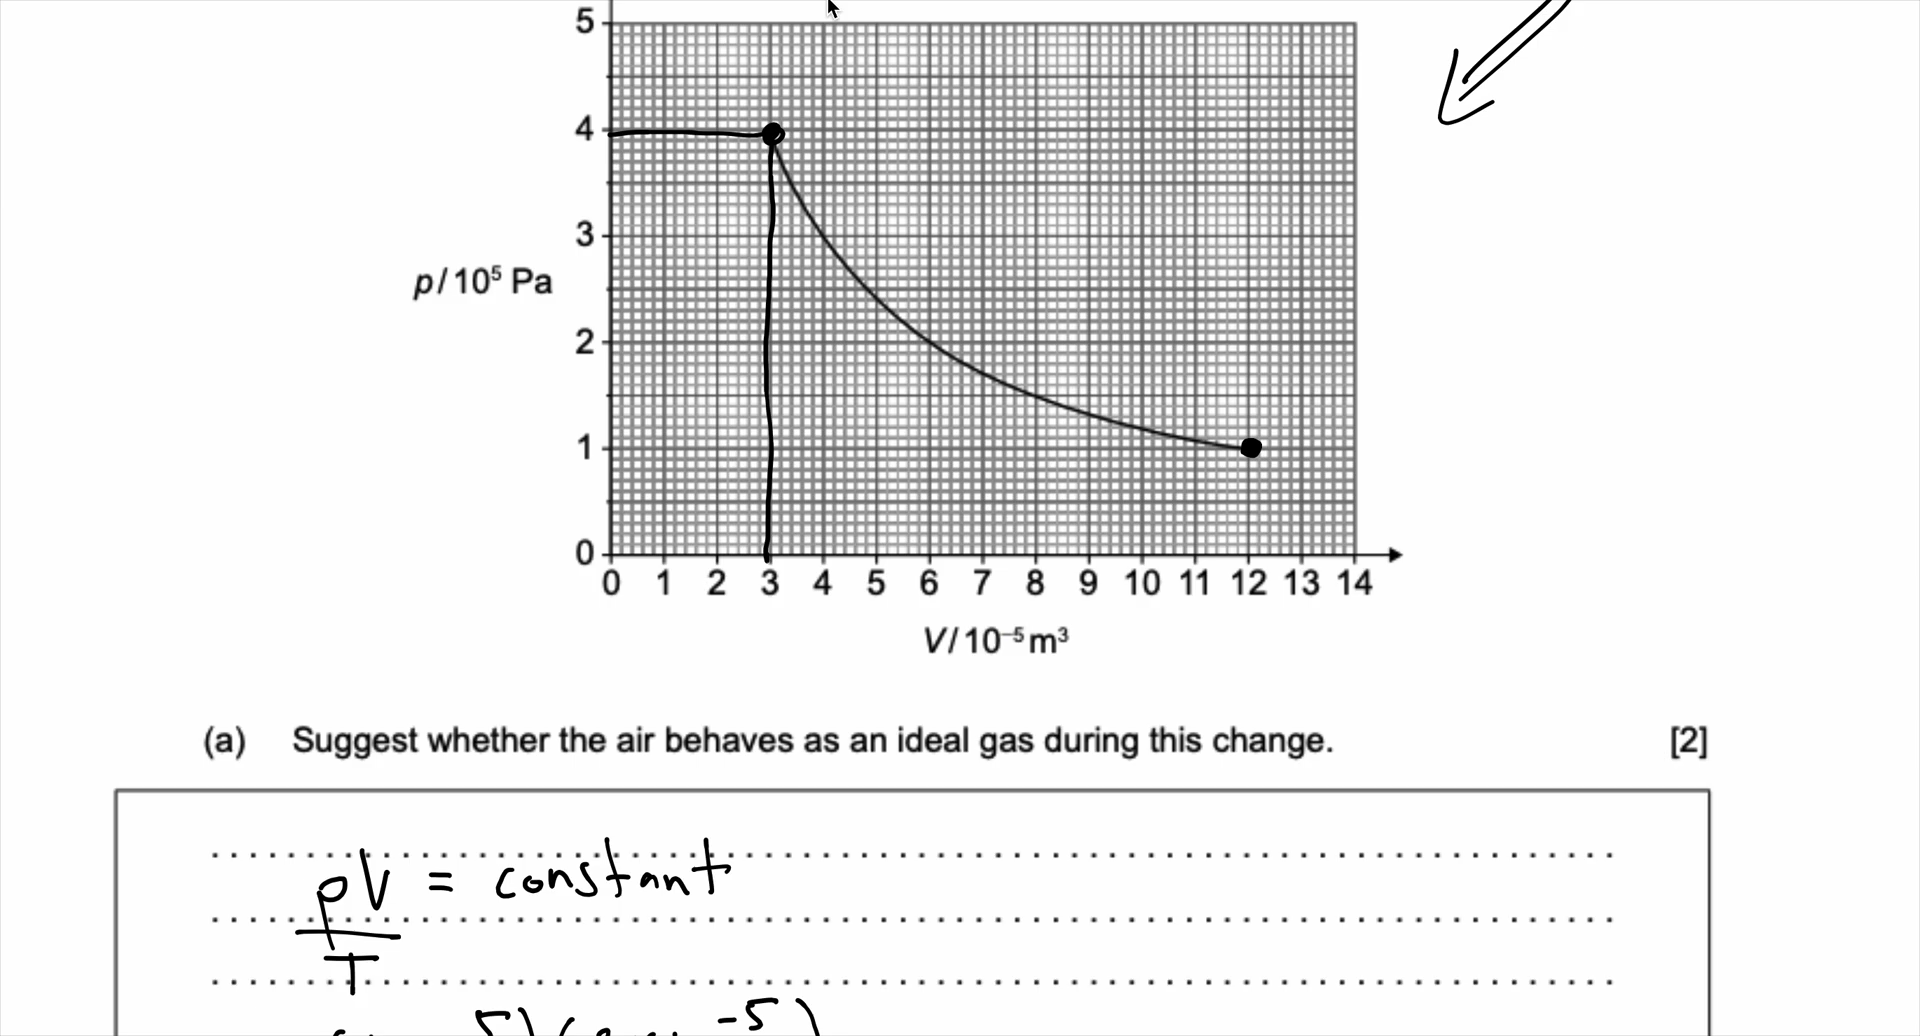 5
4
3
p/10⁵ Pa
2
1
0
0 1 2 3 4 5 6 7 8 9 10 11 12 13 14
V/10⁻⁵ m³
(a) Suggest whether the air behaves as an ideal gas during this change. [2]
pV = constant
T
5) ( -5)